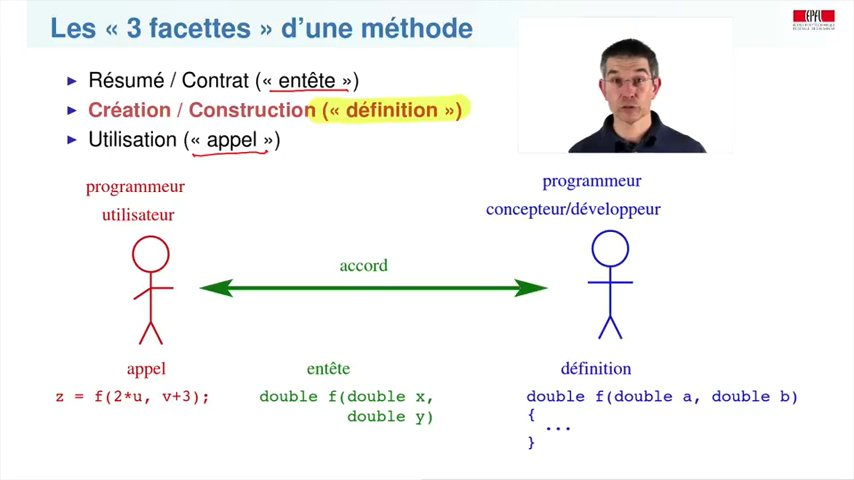 Les « 3 facettes » d'une méthode
EPFL
Résumé / Contrat (« entête »)
Création / Construction (« définition »)
Utilisation (« appel »)
programmeur
utilisateur
programmeur
concepteur/développeur
accord
appel
entête
définition
z = f(2*u, v+3);
double f(double x,
double y)
double f(double a, double b)
{
...
}